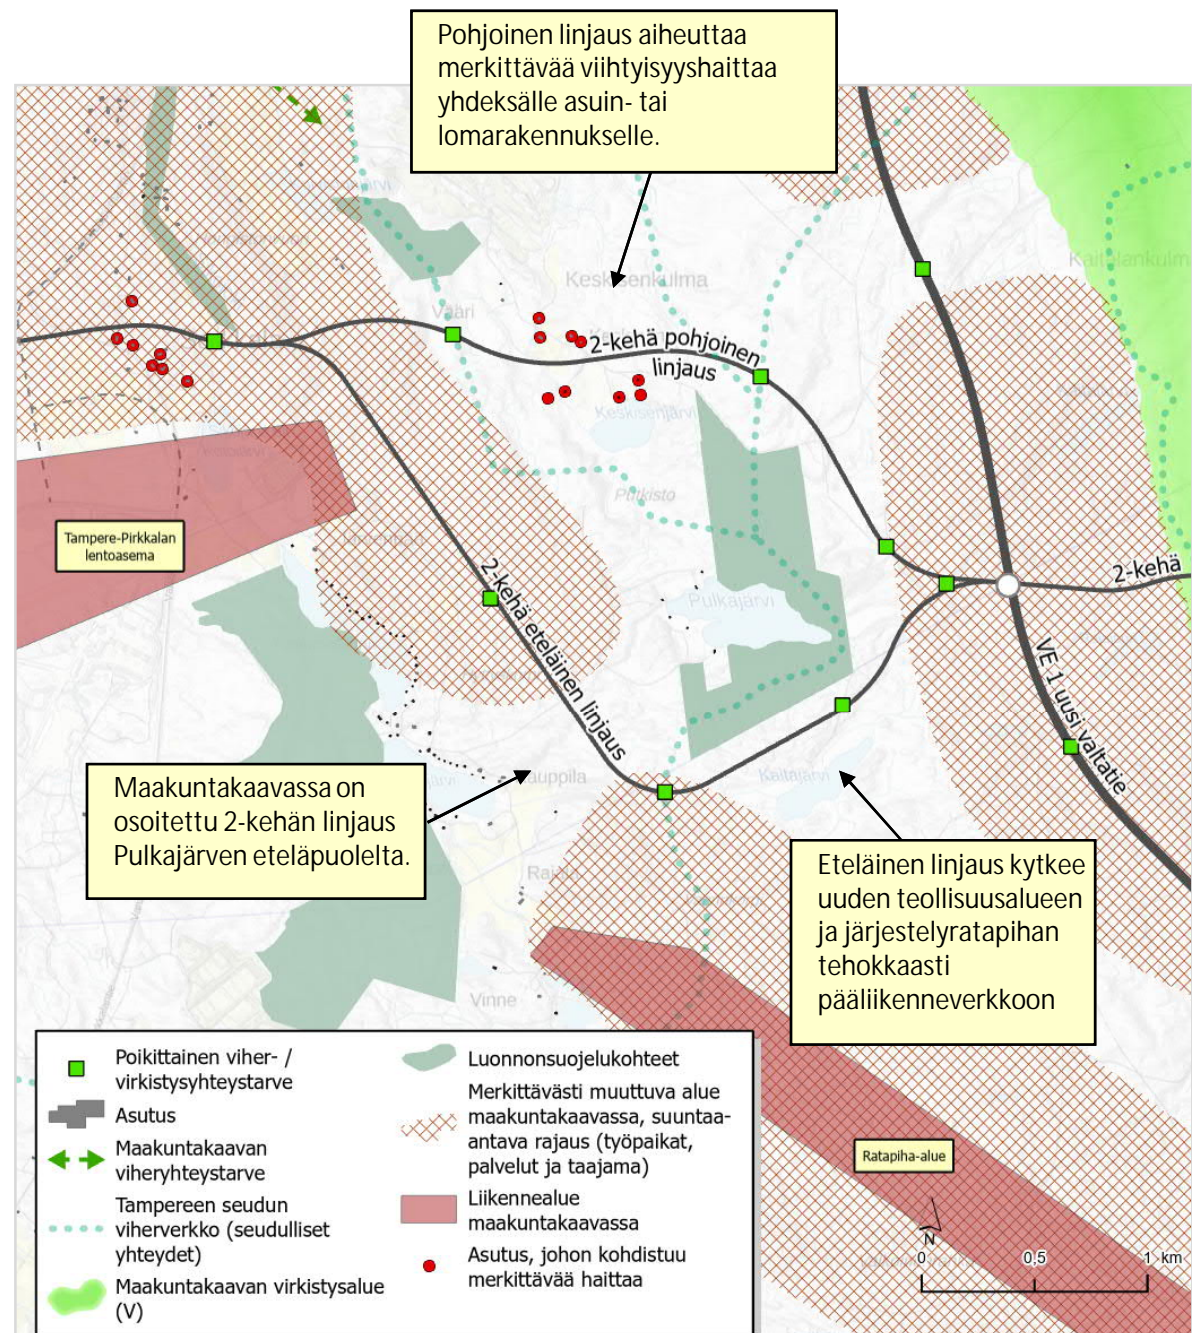 Pohjoinen linjaus aiheuttaa
merkittävää viihtyisyyshaittaa
yhdeksälle asuin- tai
lomarakennukselle.
Keskisenkulma
Vääri
2-kehä pohjoinen
linjaus
Keskisenjärvi
Putkisto
Tampere-Pirkkalan
lentoasema
2-kehä eteläinen linjaus
Pulkajärvi
2-kehä
VE 1 uusi valtatie
Maakuntakaavassa on
osoitettu 2-kehän linjaus
Pulkajärven eteläpuolelta.
Kaitajärvi
Eteläinen linjaus kytkee
uuden teollisuusalueen
ja järjestelyratapihan
tehokkaasti
pääliikenneverkkoon
Vinne
Poikittainen viher- /
virkistysyhteystarve
Asutus
Maakuntakaavan
viheryhteystarve
Tampereen seudun
viherverkko (seudulliset
yhteydet)
Maakuntakaavan virkistysalue
(V)
Luonnonsuojelukohteet
Merkittävästi muuttuva alue
maakuntakaavassa, suuntaa-
antava rajaus (työpaikat,
palvelut ja taajama)
Liikennealue
maakuntakaavassa
Asutus, johon kohdistuu
merkittävää haittaa
Ratapiha-alue
N
0 0,5 1 km